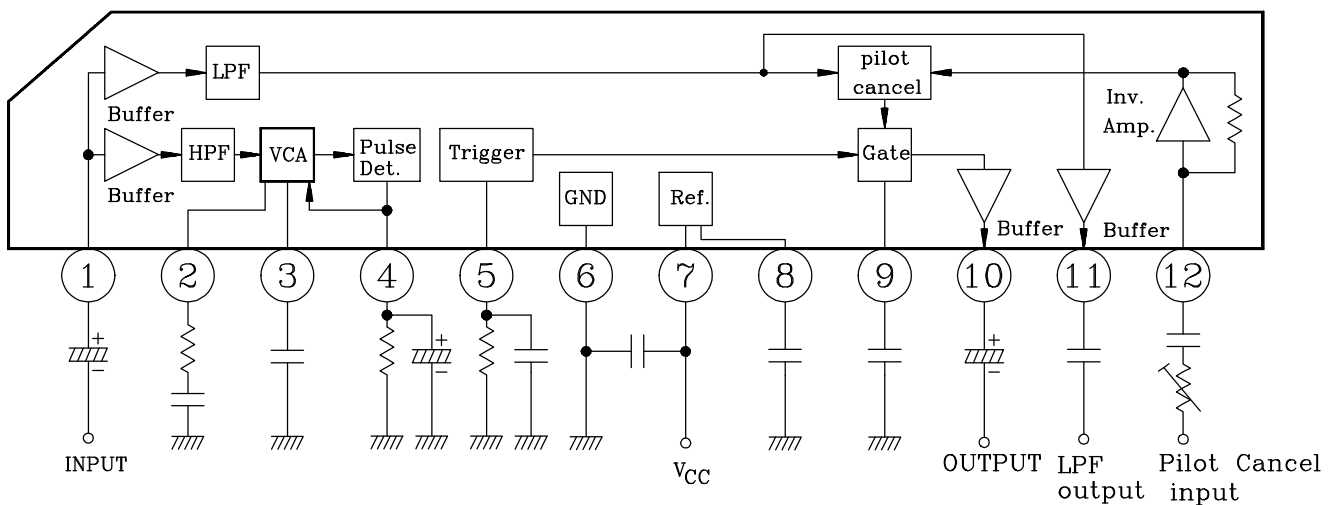 pilot
cancel
LPF
Buffer
Inv.
Amp.
HPF
VCA
Pulse
Det.
Trigger
Gate
Buffer
GND
Ref.
Buffer
Buffer
1 2 3 4 5 6 7 8 9 10 11 12
+
-
+
-
+
-
INPUT
VCC
OUTPUT
LPF
output
Pilot Cancel
input